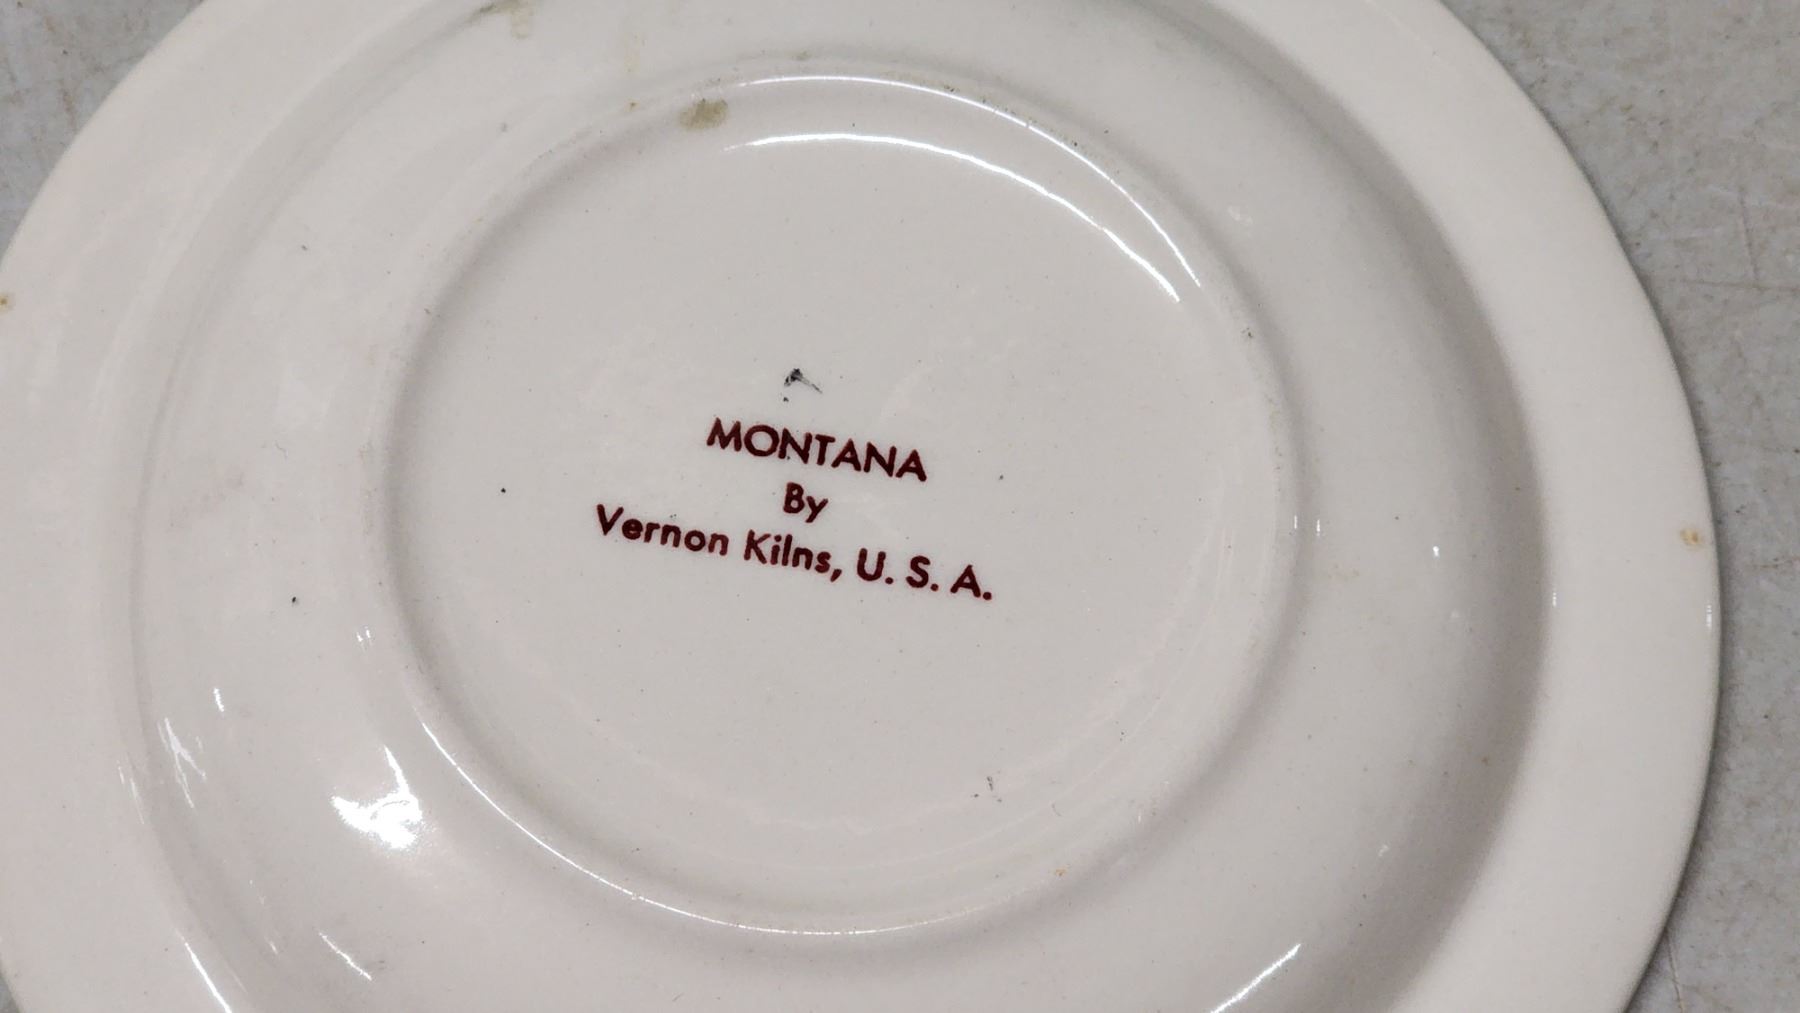 MONTANA
By
Vernon Kilns, U. S. A.